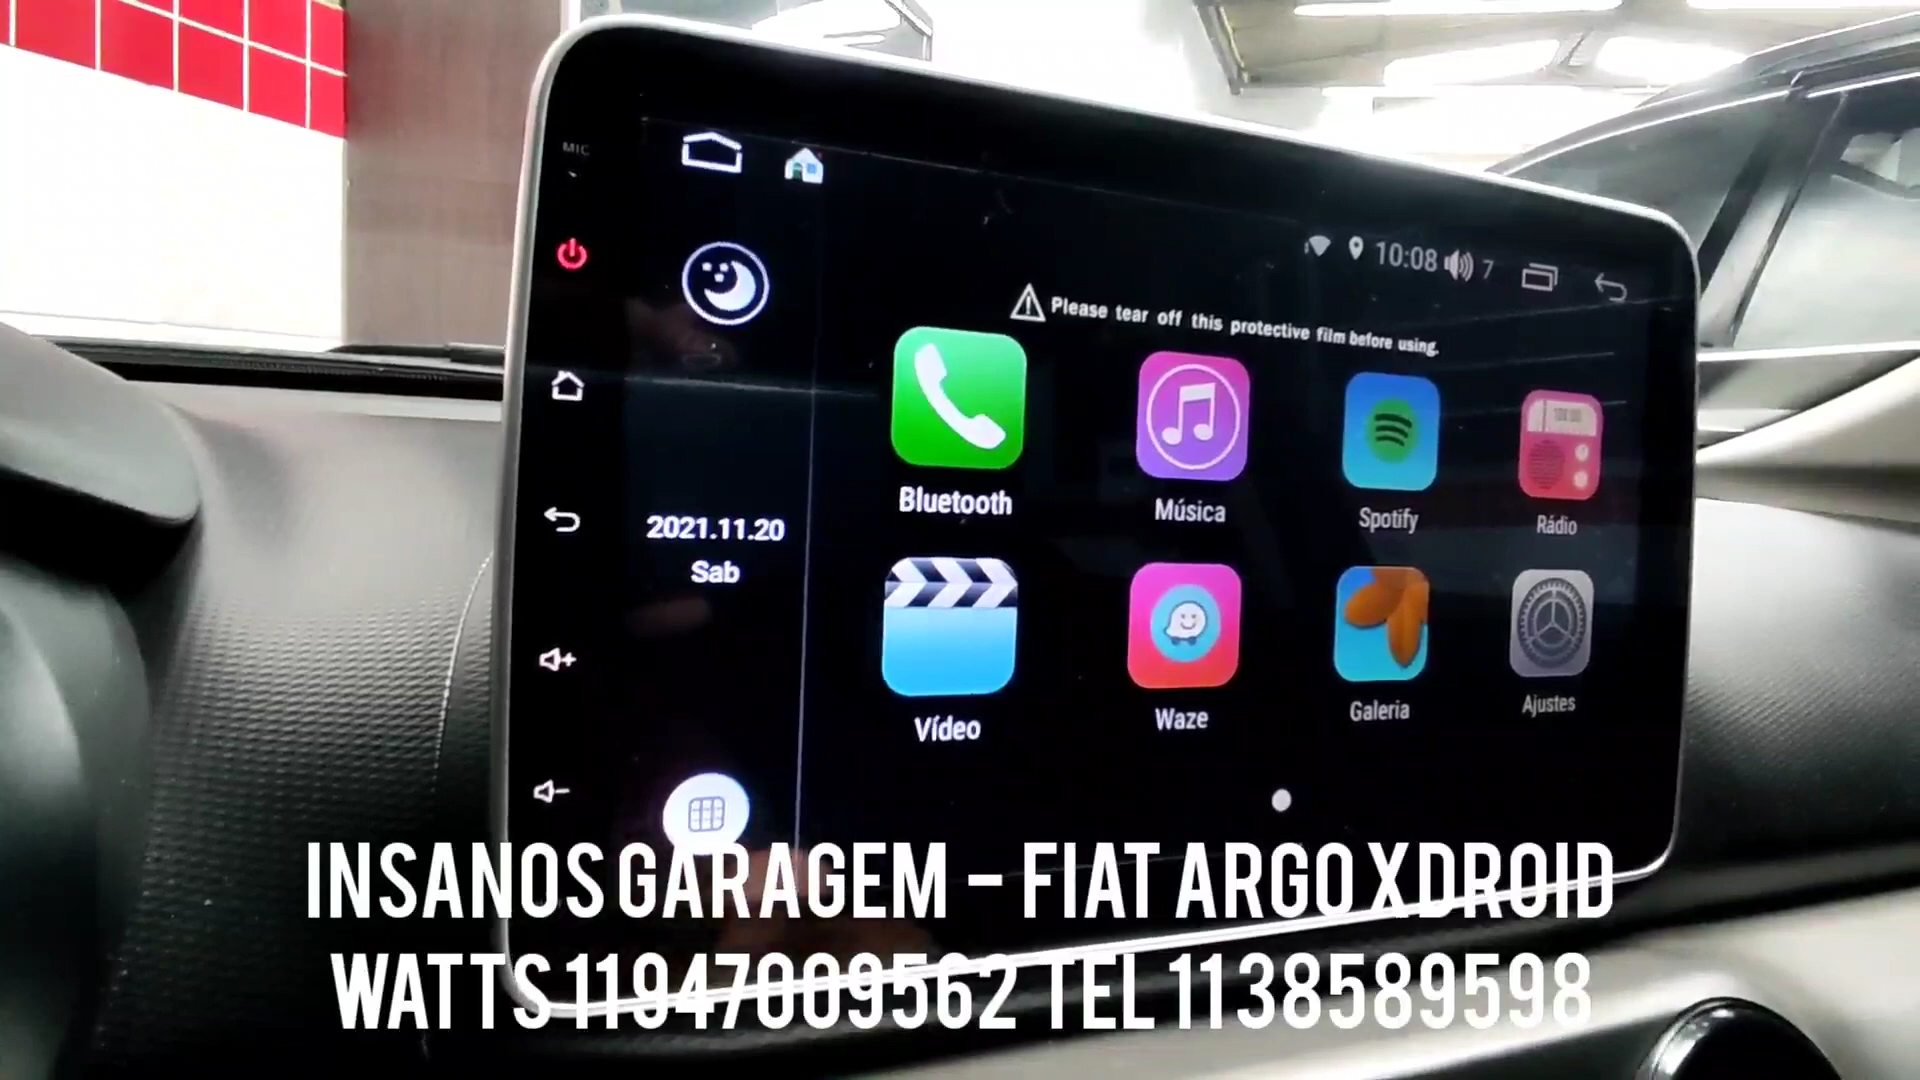 MIC
10:08 7
Please tear off this protective film before using.
Bluetooth
Música
Spotify
Rádio
2021.11.20
Sab
Vídeo
Waze
Galeria
Ajustes
INSANOS GARAGEM - FIAT ARGO XDROID
WATTS 11947009562 TEL 1138589598